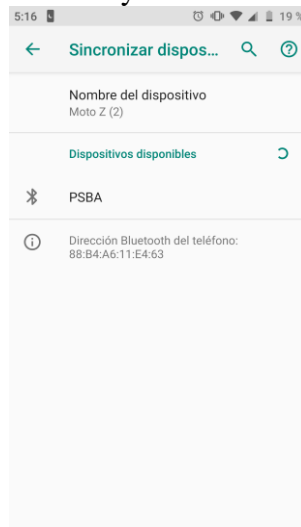 5:16 19 %
Sincronizar dispos...
Nombre del dispositivo
Moto Z (2)
Dispositivos disponibles
PSBA
Dirección Bluetooth del teléfono:
88:B4:A6:11:E4:63